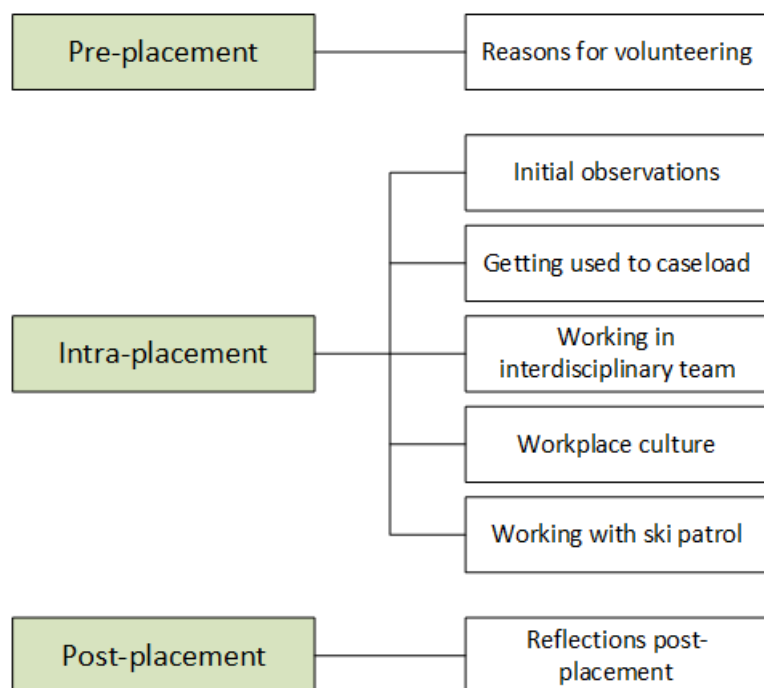 Pre-placement
Reasons for volunteering
Intra-placement
Initial observations
Getting used to caseload
Working in
interdisciplinary team
Workplace culture
Working with ski patrol
Post-placement
Reflections post-
placement